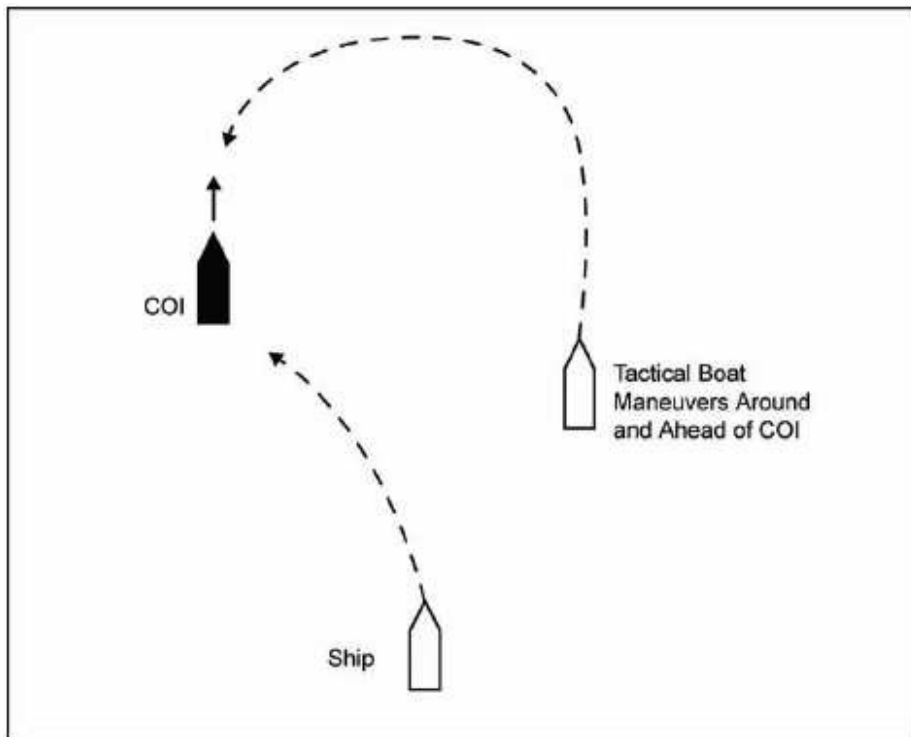 COI
Tactical Boat
Maneuvers Around
and Ahead of COI
Ship